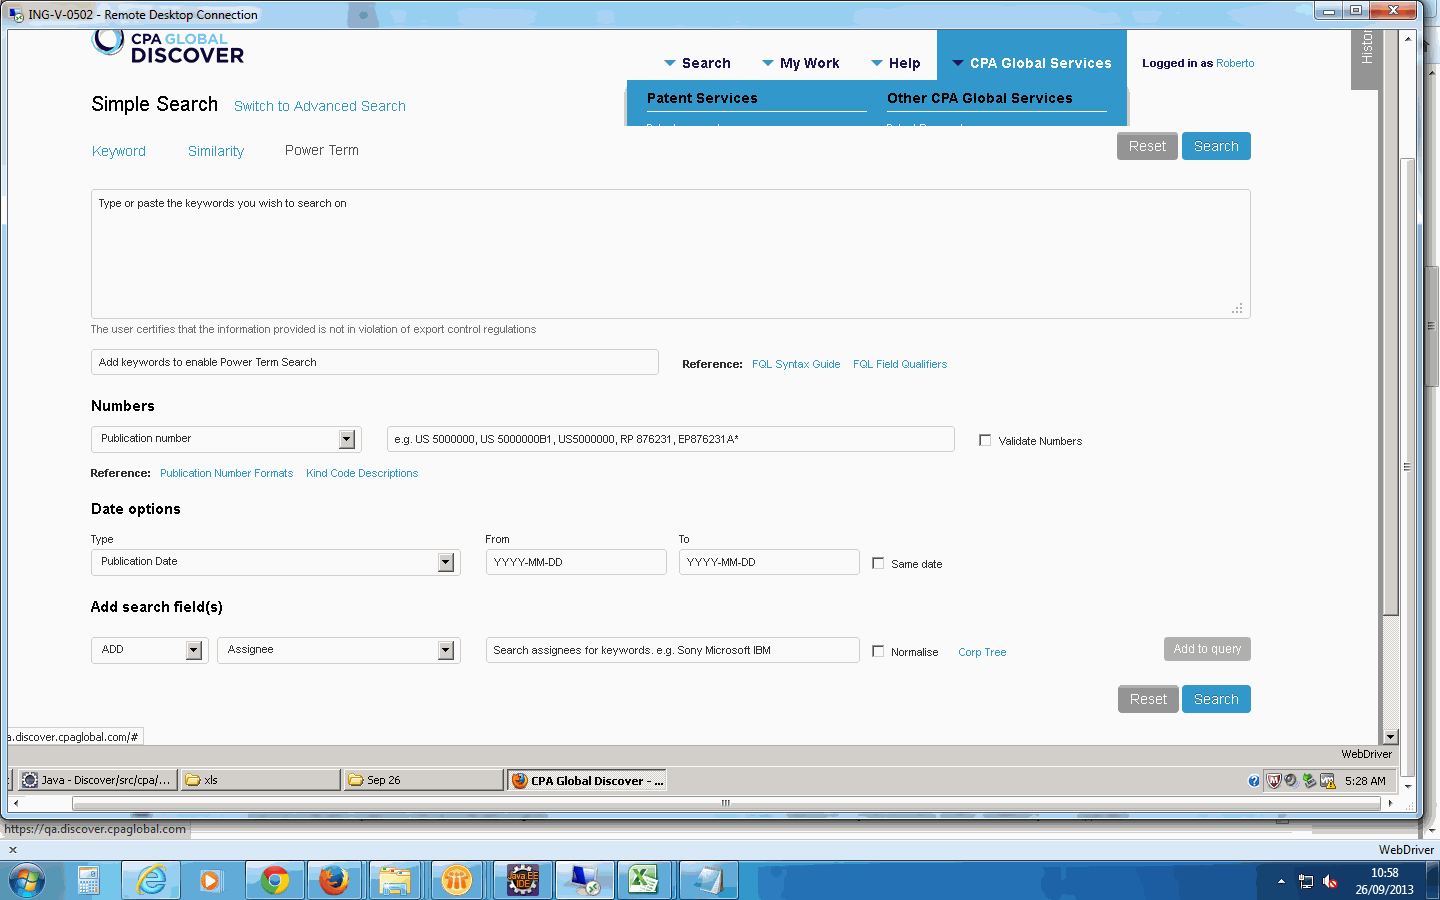 ING-V-0502 - Remote Desktop Connection
CPA GLOBAL
DISCOVER
Search
My Work
Help
CPA Global Services
Logged in as Roberto
Simple Search Switch to Advanced Search
Patent Services
Other CPA Global Services
Keyword
Similarity
Power Term
Reset
Search
Type or paste the keywords you wish to search on
The user certifies that the information provided is not in violation of export control regulations
Add keywords to enable Power Term Search
Reference: FQL Syntax Guide FQL Field Qualifiers
Numbers
Publication number
e.g. US 5000000, US 5000000B1, US5000000, RP 876231, EP876231A*
Validate Numbers
Reference: Publication Number Formats Kind Code Descriptions
Date options
Type
From
To
Publication Date
YYYY-MM-DD
YYYY-MM-DD
Same date
Add search field(s)
ADD
Assignee
Search assignees for keywords. e.g. Sony Microsoft IBM
Normalise
Corp Tree
Add to query
Reset
Search
a.discover.cpaglobal.com/#
WebDriver
Java - Discover/src/cpa/...
xls
Sep 26
CPA Global Discover - ...
5:28 AM
https://qa.discover.cpaglobal.com
x
WebDriver
Java EE
IDE
10:58
26/09/2013